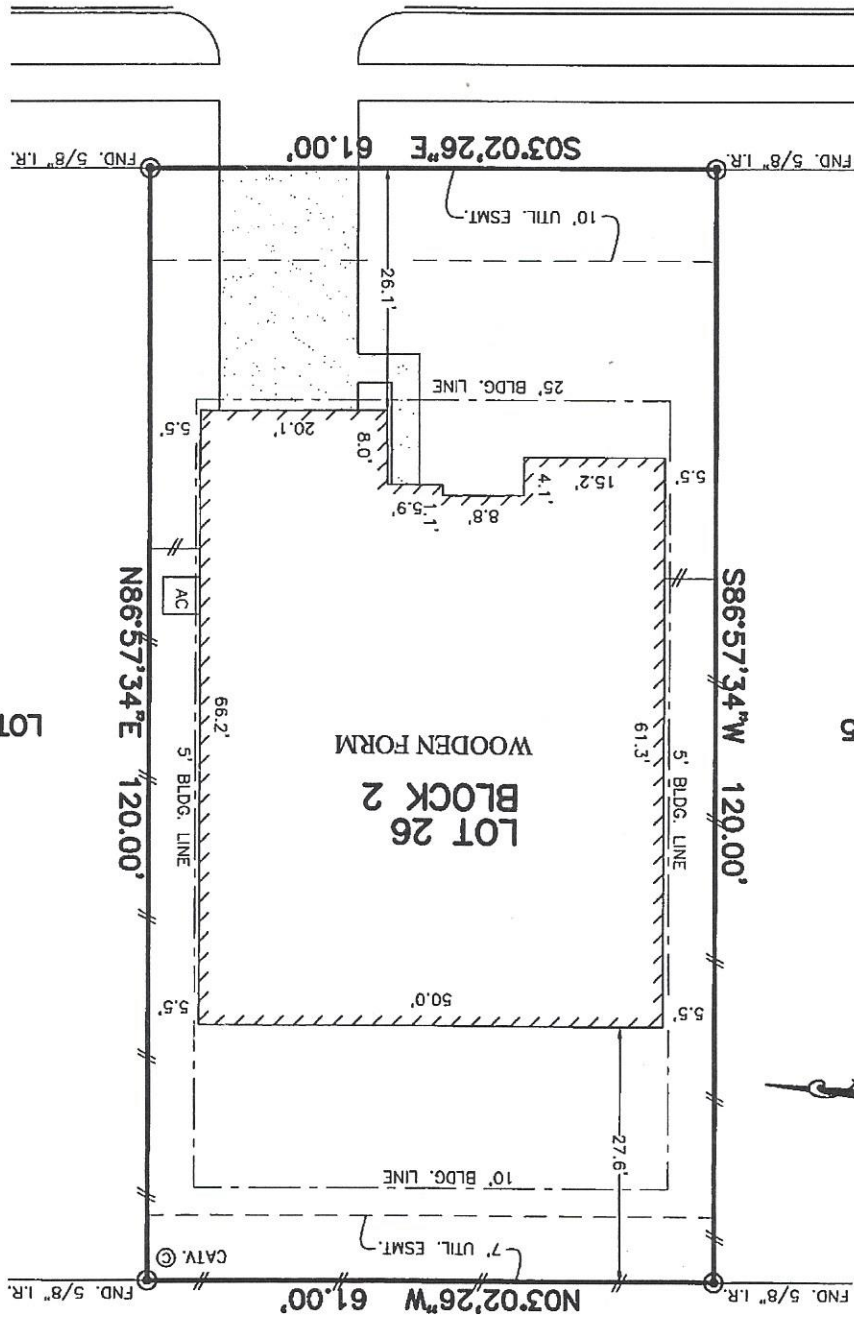 FND. 5/8" I.R.
N03°02'26"W 61.00'
FND. 5/8" I.R.
CATV. ©
7' UTIL. ESMT.
10' BLDG. LINE
27.6'
5.5'
50.0'
5.5'
S86°57'34"W 120.00'
5' BLDG. LINE
61.3'
LOT 26
BLOCK 2
WOODEN FORM
66.2'
5' BLDG. LINE
N86°57'34"E 120.00'
LOT
AC
5.5'
15.2'
4.1'
8.8'
1.1'
5.9'
8.0'
20.1'
5.5'
25' BLDG. LINE
26.1'
10' UTIL. ESMT.
FND. 5/8" I.R.
S03°02'26"E 61.00'
FND. 5/8" I.R.